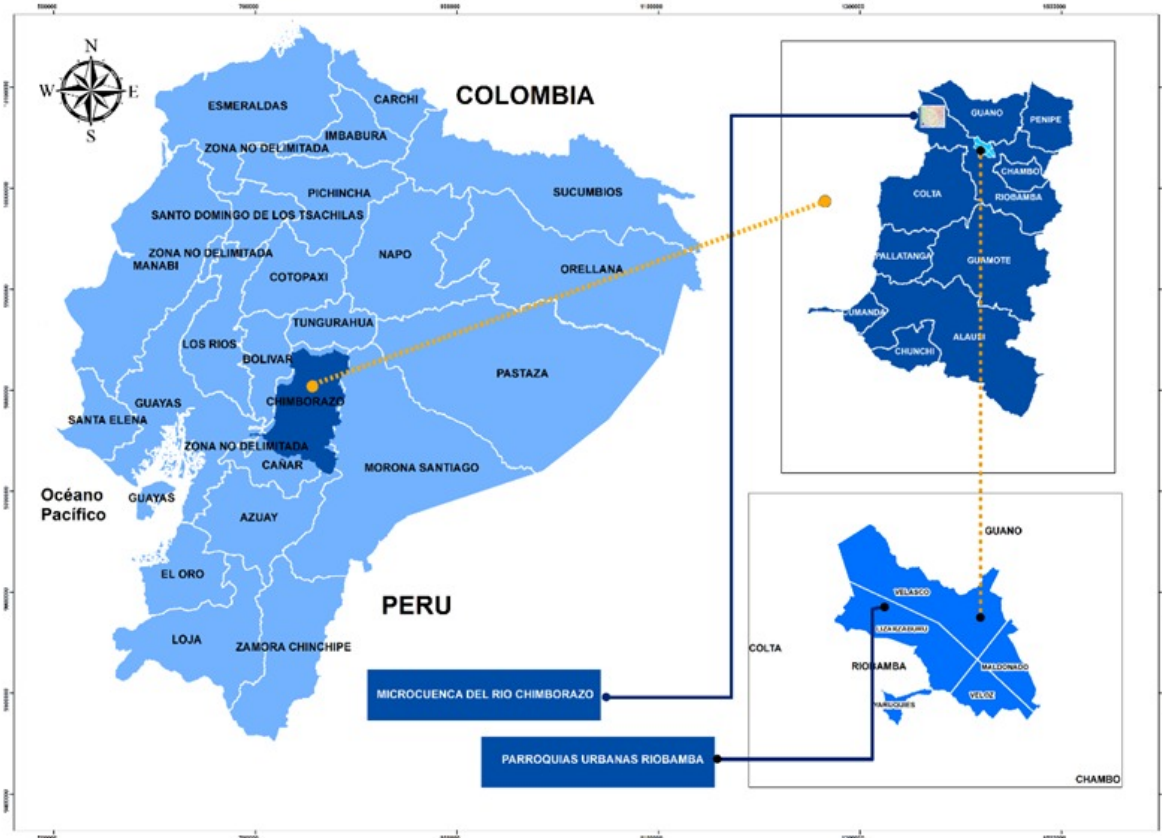 N
W
E
S
COLOMBIA
ESMERALDAS
CARCHI
IMBABURA
ZONA NO DELIMITADA
PICHINCHA
SUCUMBIOS
SANTO DOMINGO DE LOS TSACHILAS
ZONA NO DELIMITADA
MANABI
NAPO
COTOPAXI
ORELLANA
TUNGURAHUA
LOS RIOS
BOLIVAR
PASTAZA
CHIMBORAZO
GUAYAS
SANTA ELENA
ZONA NO DELIMITADA
CAÑAR
MORONA SANTIAGO
Océano
Pacífico
GUAYAS
AZUAY
EL ORO
PERU
LOJA
ZAMORA CHINCHIPE
MICROCUENCA DEL RIO CHIMBORAZO
PARROQUIAS URBANAS RIOBAMBA
GUANO
PENIPE
CHAMBO
COLTA
RIOBAMBA
PALLATANGA
GUAMOTE
CUMANDA
ALAUSI
CHUNCHI
GUANO
VELASCO
LIZARZABURU
COLTA
RIOBAMBA
MALDONADO
VELOZ
YARUQUIES
CHAMBO